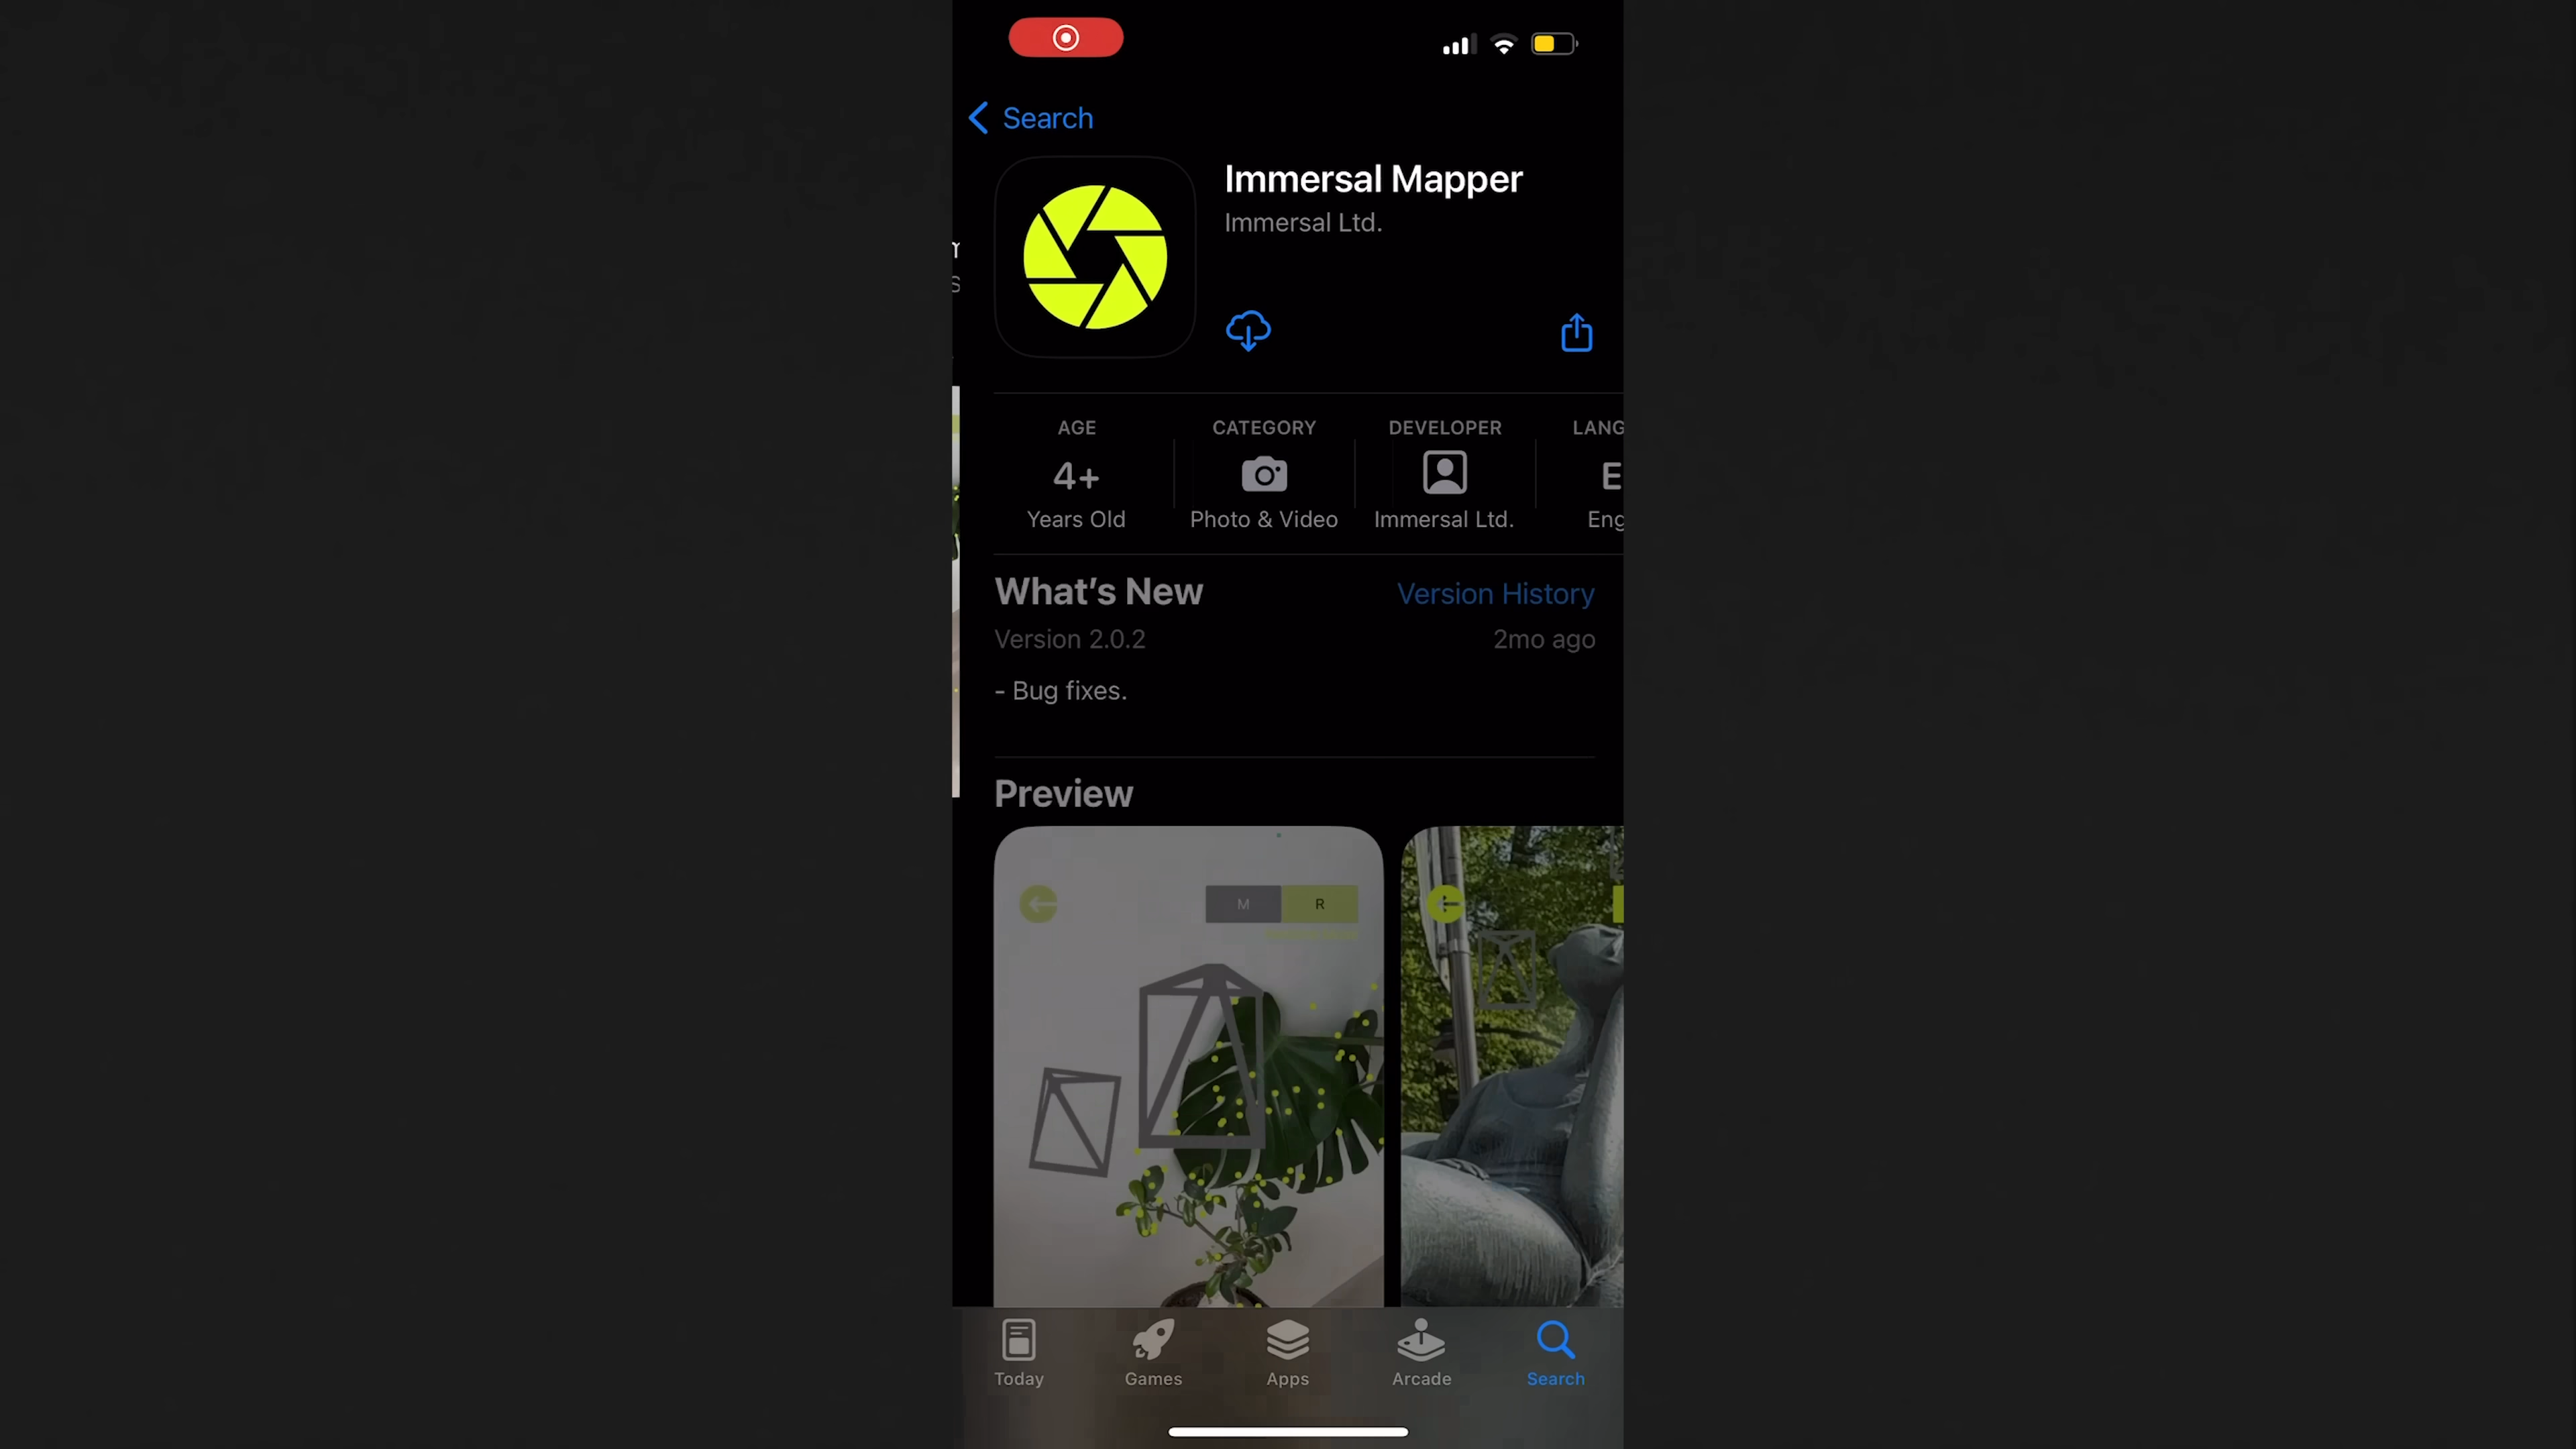 Search
Immersal Mapper
Immersal Ltd.
AGE
CATEGORY
DEVELOPER
LANG
4+
E
Years Old
Photo & Video
Immersal Ltd.
Eng
What's New
Version History
Version 2.0.2
2mo ago
- Bug fixes.
Preview
M
R
Today
Games
Apps
Arcade
Search